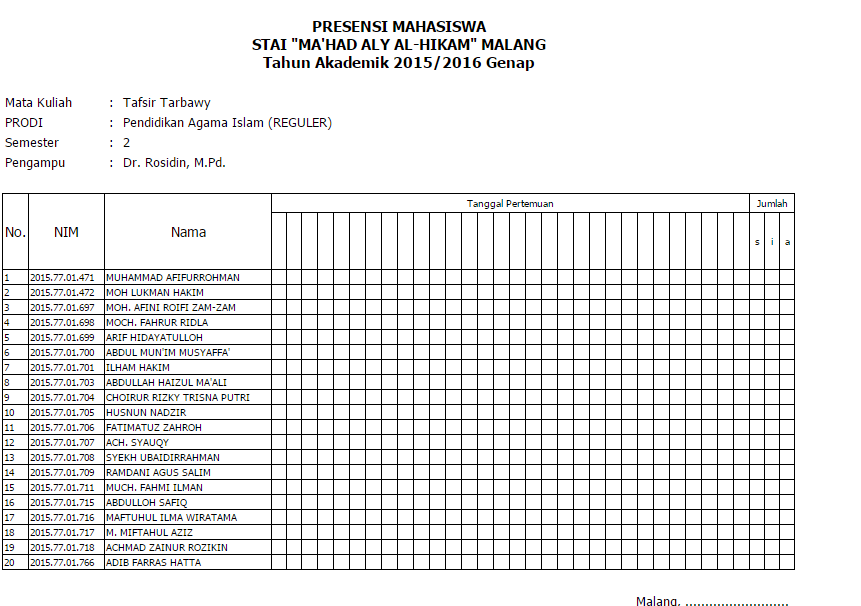 PRESENSI MAHASISWA
STAI "MA'HAD ALY AL-HIKAM" MALANG
Tahun Akademik 2015/2016 Genap
Mata Kuliah : Tafsir Tarbawy
PRODI : Pendidikan Agama Islam (REGULER)
Semester : 2
Pengampu : Dr. Rosidin, M.Pd.
No. NIM Nama Tanggal Pertemuan Jumlah
s i a
1 2015.77.01.471 MUHAMMAD AFIFURROHMAN
2 2015.77.01.472 MOH LUKMAN HAKIM
3 2015.77.01.697 MOH. AFINI ROIFI ZAM-ZAM
4 2015.77.01.698 MOCH. FAHRUR RIDLA
5 2015.77.01.699 ARIF HIDAYATULLOH
6 2015.77.01.700 ABDUL MUN'IM MUSYAFFA'
7 2015.77.01.701 ILHAM HAKIM
8 2015.77.01.703 ABDULLAH HAIZUL MA'ALI
9 2015.77.01.704 CHOIRUR RIZKY TRISNA PUTRI
10 2015.77.01.705 HUSNUN NADZIR
11 2015.77.01.706 FATIMATUZ ZAHROH
12 2015.77.01.707 ACH. SYAUQY
13 2015.77.01.708 SYEKH UBAIDIRRAHMAN
14 2015.77.01.709 RAMDANI AGUS SALIM
15 2015.77.01.711 MUCH. FAHMI ILMAN
16 2015.77.01.715 ABDULLOH SAFIQ
17 2015.77.01.716 MAFTUHUL ILMA WIRATAMA
18 2015.77.01.717 M. MIFTAHUL AZIZ
19 2015.77.01.718 ACHMAD ZAINUR ROZIKIN
20 2015.77.01.766 ADIB FARRAS HATTA
Malang, ..........................